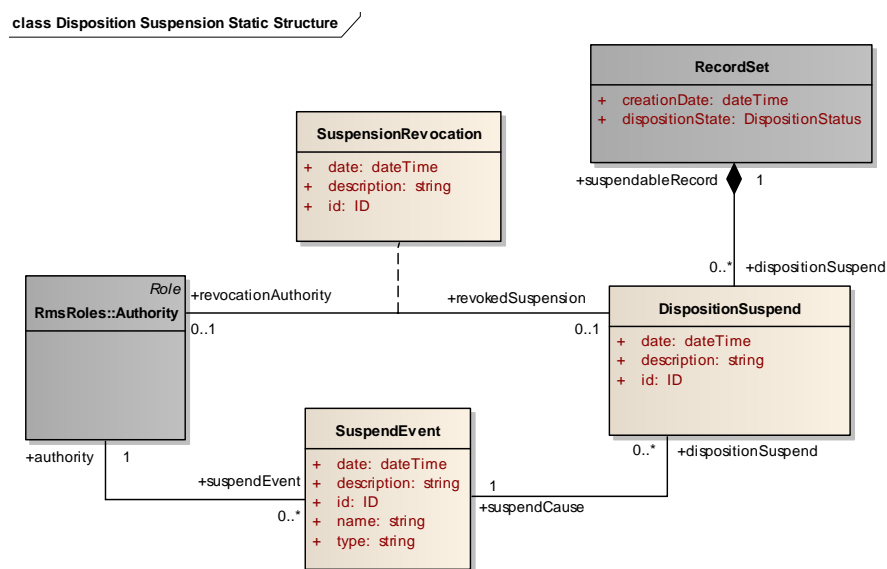 class Disposition Suspension Static Structure
RecordSet
+ creationDate: dateTime
+ dispositionState: DispositionStatus
SuspensionRevocation
+ date: dateTime
+ description: string
+ id: ID
+suspendableRecord 1
0..* +dispositionSuspend
Role
RmsRoles::Authority
+revocationAuthority
0..1
+revokedSuspension
0..1
DispositionSuspend
+ date: dateTime
+ description: string
+ id: ID
+authority 1
SuspendEvent
+ date: dateTime
+ description: string
+ id: ID
+ name: string
+ type: string
+suspendEvent
0..*
1
+suspendCause
0..* +dispositionSuspend